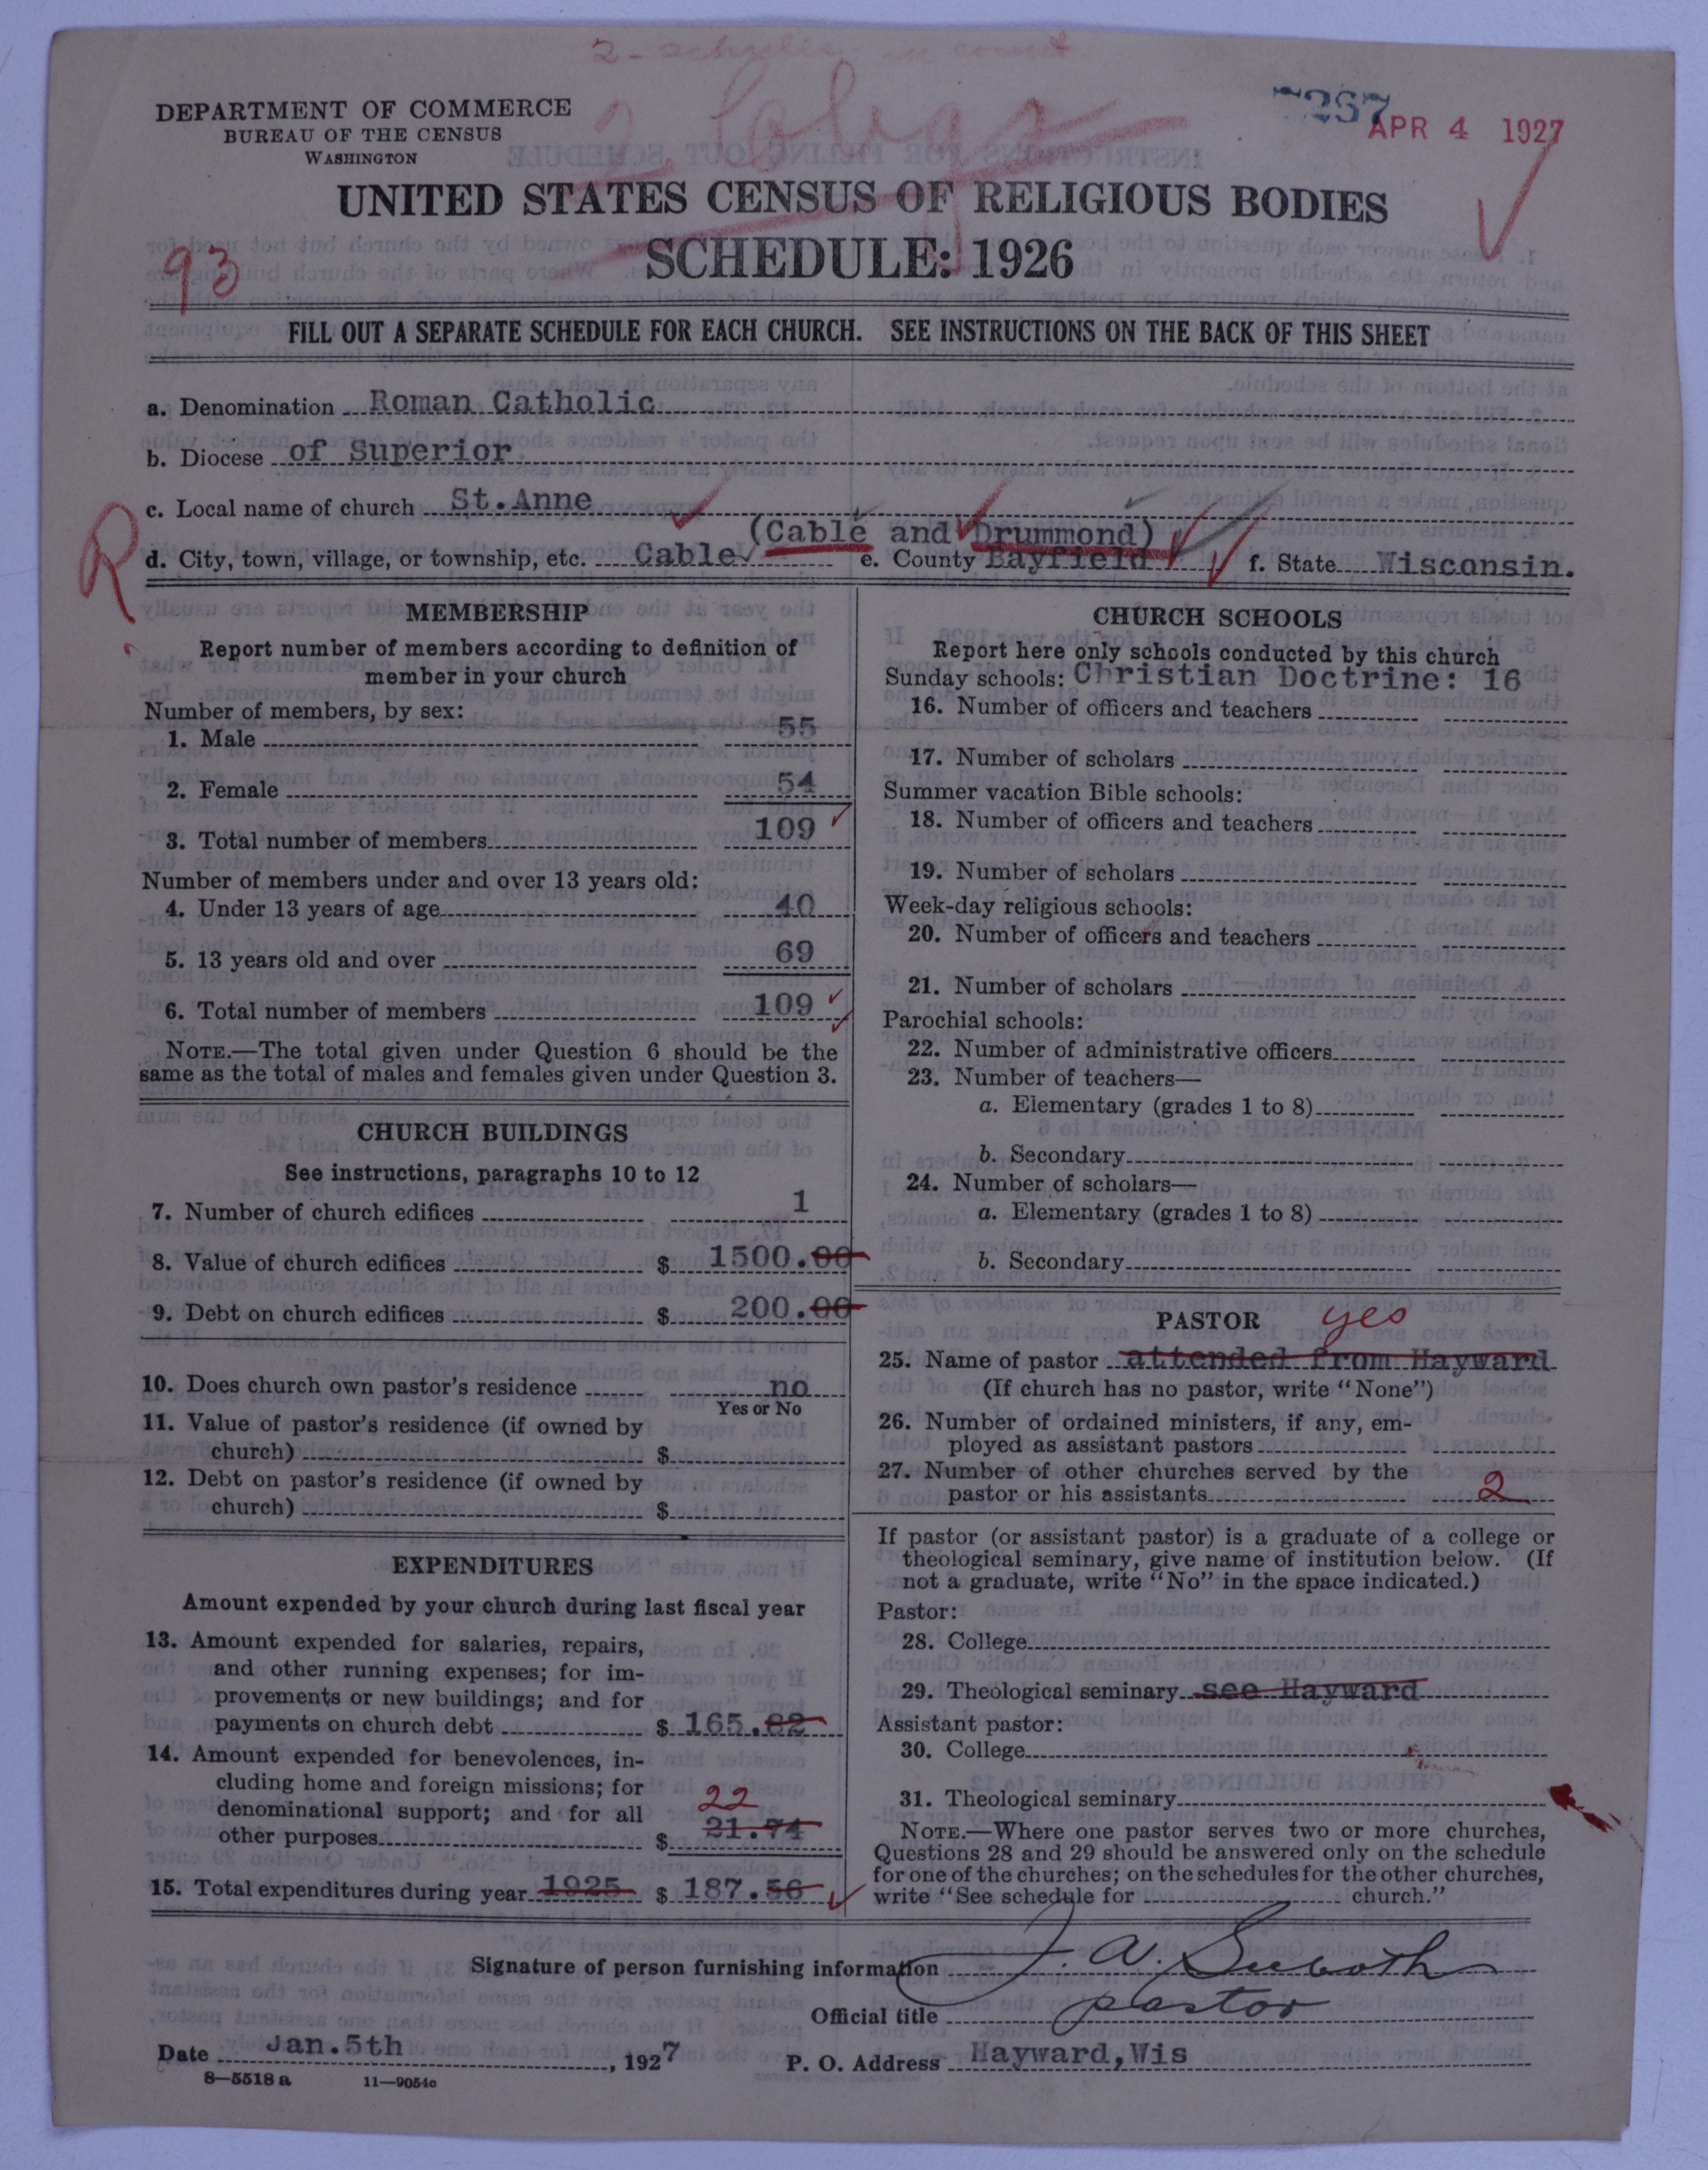 7257
APR 4 1927
DEPARTMENT OF COMMERCE
BUREAU OF THE CENSUS
WASHINGTON
UNITED STATES CENSUS OF RELIGIOUS BODIES
SCHEDULE: 1926
93
FILL OUT A SEPARATE SCHEDULE FOR EACH CHURCH. SEE INSTRUCTIONS ON THE BACK OF THIS SHEET
a. Denomination Roman Catholic
b. Diocese of Superior
c. Local name of church St.Anne
(Cable and Drummond)
R
d. City, town, village, or township, etc. Cable e. County Bayfield f. State Wisconsin.
MEMBERSHIP
Report number of members according to definition of
member in your church
Number of members, by sex:
1. Male 55
2. Female 54
3. Total number of members 109
Number of members under and over 13 years old:
4. Under 13 years of age 40
5. 13 years old and over 69
6. Total number of members 109
NOTE.—The total given under Question 6 should be the
same as the total of males and females given under Question 3.
CHURCH BUILDINGS
See instructions, paragraphs 10 to 12
7. Number of church edifices 1
8. Value of church edifices $ 1500.00
9. Debt on church edifices $ 200.00
10. Does church own pastor's residence no
Yes or No
11. Value of pastor's residence (if owned by
church) $
12. Debt on pastor's residence (if owned by
church) $
EXPENDITURES
Amount expended by your church during last fiscal year
13. Amount expended for salaries, repairs,
and other running expenses; for im-
provements or new buildings; and for
payments on church debt $ 165.82
14. Amount expended for benevolences, in-
cluding home and foreign missions; for
denominational support; and for all 22
other purposes $ 21.74
15. Total expenditures during year 1925 $ 187.56
CHURCH SCHOOLS
Report here only schools conducted by this church
Sunday schools: Christian Doctrine: 16
16. Number of officers and teachers
17. Number of scholars
Summer vacation Bible schools:
18. Number of officers and teachers
19. Number of scholars
Week-day religious schools:
20. Number of officers and teachers
21. Number of scholars
Parochial schools:
22. Number of administrative officers
23. Number of teachers—
a. Elementary (grades 1 to 8)
b. Secondary
24. Number of scholars—
a. Elementary (grades 1 to 8)
b. Secondary
PASTOR yes
25. Name of pastor attended from Hayward
(If church has no pastor, write "None")
26. Number of ordained ministers, if any, em-
ployed as assistant pastors
27. Number of other churches served by the
pastor or his assistants 2
If pastor (or assistant pastor) is a graduate of a college or
theological seminary, give name of institution below. (If
not a graduate, write "No" in the space indicated.)
Pastor:
28. College
29. Theological seminary see Hayward
Assistant pastor:
30. College
31. Theological seminary
NOTE.—Where one pastor serves two or more churches,
Questions 28 and 29 should be answered only on the schedule
for one of the churches; on the schedules for the other churches,
write "See schedule for church."
Signature of person furnishing information J. A.
Official title pastor
Date Jan.5th , 1927 P. O. Address Hayward,Wis
8—5518 a 11—9054c